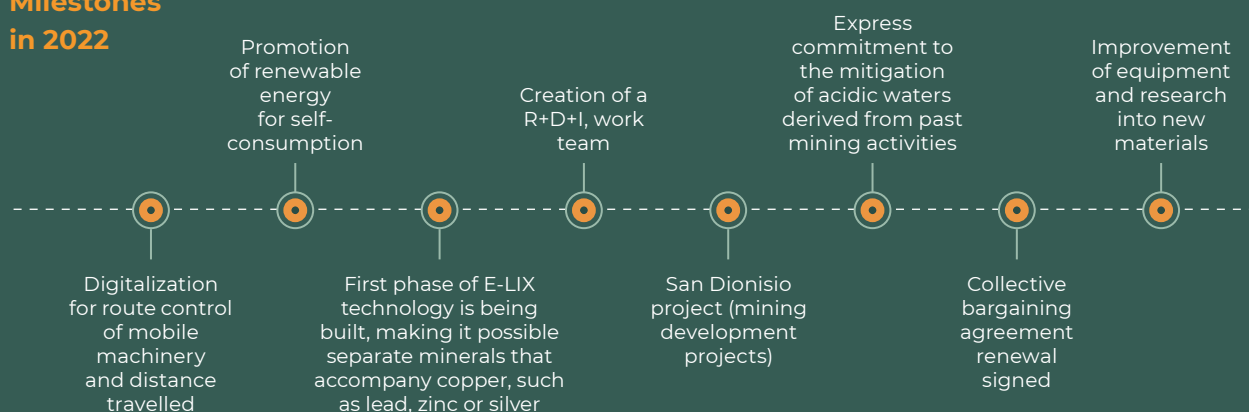 Milestones
in 2022
Digitalization
for route control
of mobile
machinery
and distance
travelled
Promotion
of renewable
energy
for self-
consumption
First phase of E-LIX
technology is being
built, making it possible
separate minerals that
accompany copper, such
as lead, zinc or silver
Creation of a
R+D+I, work
team
San Dionisio
project (mining
development
projects)
Express
commitment to
the mitigation
of acidic waters
derived from past
mining activities
Collective
bargaining
agreement
renewal
signed
Improvement
of equipment
and research
into new
materials